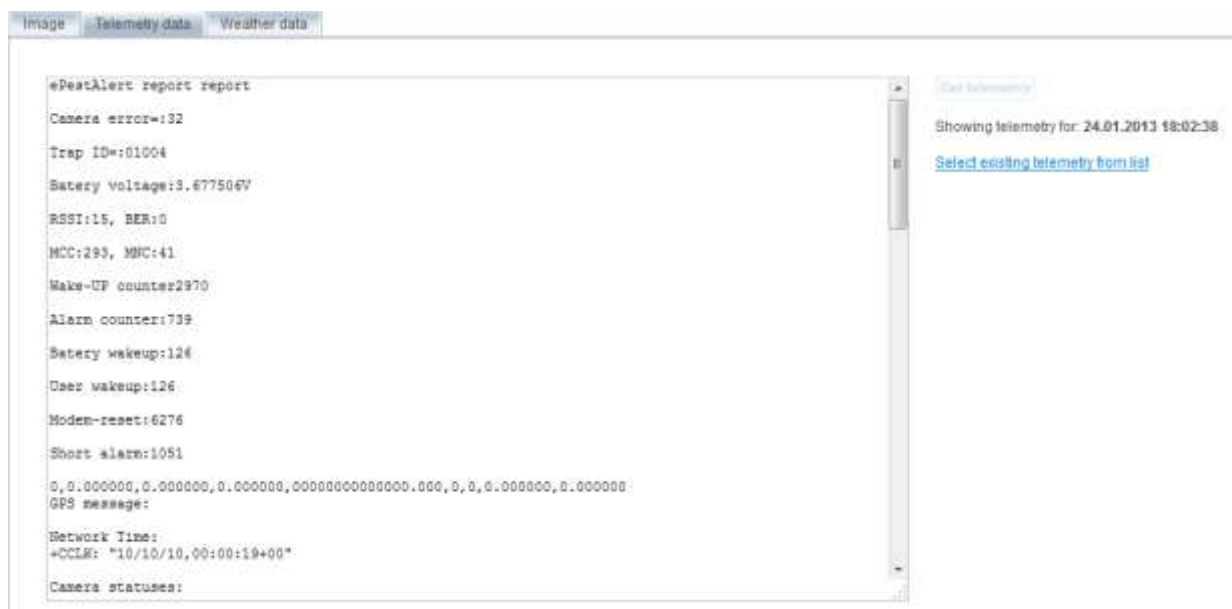 Image Telemetry data Weather data
ePestAlert report report
Camera error=:32
Trap ID=:01004
Batery voltage:3.677506V
RSSI:15, BER:0
MCC:293, MNC:41
Wake-UP counter2970
Alarm counter:739
Batery wakeup:126
User wakeup:126
Modem-reset:6276
Short alarm:1051
0,0.000000,0.000000,0.000000,00000000000000.000,0,0,0.000000,0.000000
GPS message:
Network Time:
+CCLK: "10/10/10,00:00:19+00"
Camera statuses:
Get telemetry
Showing telemetry for: 24.01.2013 18:02:38
Select existing telemetry from list